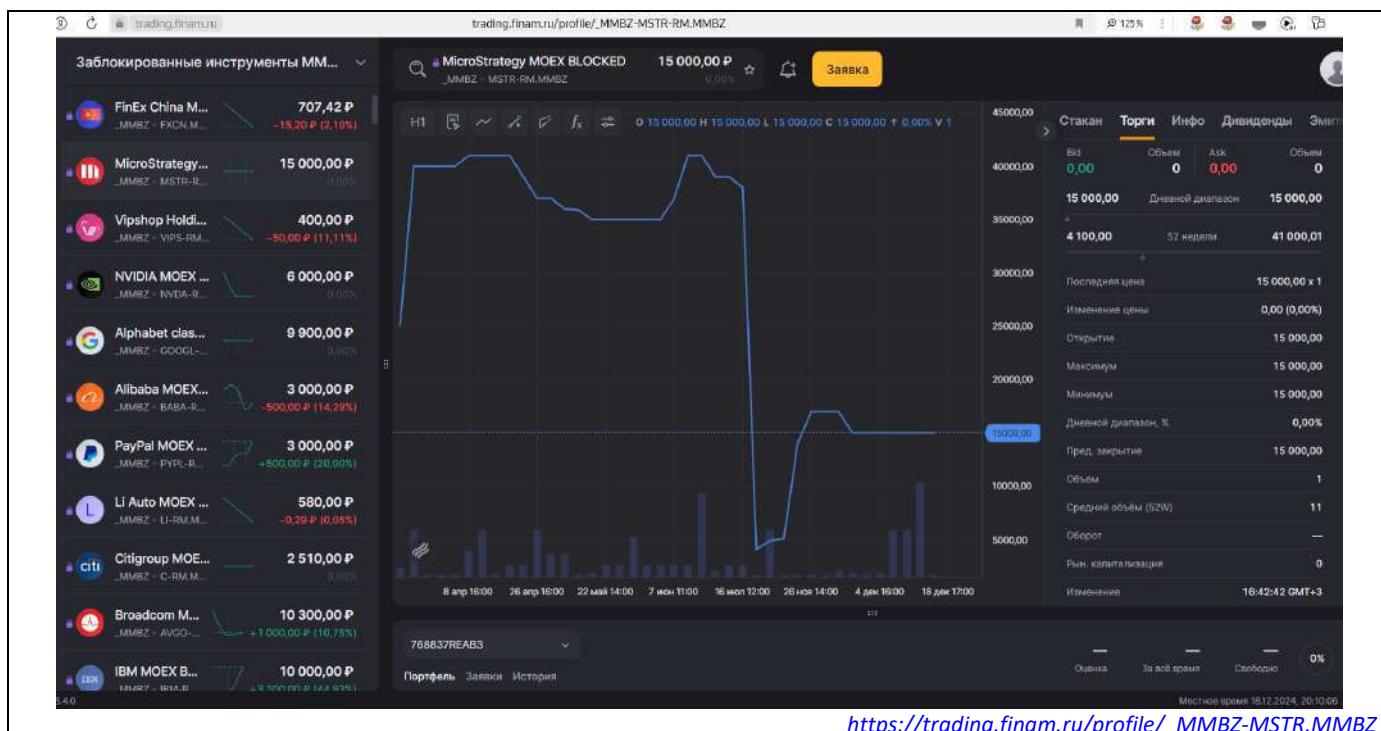 trading.finam.ru
trading.finam.ru/profile/_MMBZ-MSTR-RM.MMBZ
125 %
Заблокированные инструменты ММ...
FinEx China M...
707,42 ₽
_MMBZ - FXCN.M...
-15,20 ₽ (2,10%)
MicroStrategy...
15 000,00 ₽
_MMBZ - MSTR-R...
0,00%
Vipshop Holdi...
400,00 ₽
_MMBZ - VIPS-RM...
-50,00 ₽ (11,11%)
NVIDIA MOEX ...
6 000,00 ₽
_MMBZ - NVDA-R...
0,00%
Alphabet clas...
9 900,00 ₽
_MMBZ - GOOGL-...
0,00%
Alibaba MOEX...
3 000,00 ₽
_MMBZ - BABA-R...
-500,00 ₽ (14,29%)
PayPal MOEX ...
3 000,00 ₽
_MMBZ - PYPL-R...
+500,00 ₽ (20,00%)
L
Li Auto MOEX ...
580,00 ₽
_MMBZ - LI-RM.M...
-0,29 ₽ (0,05%)
citi
Citigroup MOE...
2 510,00 ₽
_MMBZ - C-RM.M...
0,00%
Broadcom M...
10 300,00 ₽
_MMBZ - AVGO-...
+1 000,00 ₽ (10,75%)
IBM MOEX B...
10 000,00 ₽
_MMBZ - IBM-R...
MicroStrategy MOEX BLOCKED
15 000,00 ₽
_MMBZ - MSTR-RM.MMBZ
0,00%
Заявка
H1
O 15 000,00 H 15 000,00 L 15 000,00 C 15 000,00 ↑ 0,00% V 1
45000,00
40000,00
35000,00
30000,00
25000,00
20000,00
15000,00
10000,00
5000,00
8 апр 16:00 26 апр 16:00 22 май 14:00 7 июн 11:00 16 июл 12:00 26 ноя 14:00 4 дек 16:00 18 дек 17:00
Стакан Торги Инфо Дивиденды
Bid Объем Ask Объем
0,00 0 0,00 0
15 000,00 Дневной диапазон 15 000,00
4 100,00 52 недели 41 000,01
Последняя цена 15 000,00 x 1
Изменение цены 0,00 (0,00%)
Открытие 15 000,00
Максимум 15 000,00
Минимум 15 000,00
Дневной диапазон, % 0,00%
Пред. закрытие 15 000,00
Объём 1
Средний объём (52W) 11
Оборот —
Рын. капитализация 0
Изменение 16:42:42 GMT+3
768837REAB3
Портфель Заявки История
— — —
Оценка За всё время Свободно
0%
Местное время 18.12.2024, 20:10:06
https://trading.finam.ru/profile/_MMBZ-MSTR.MMBZ